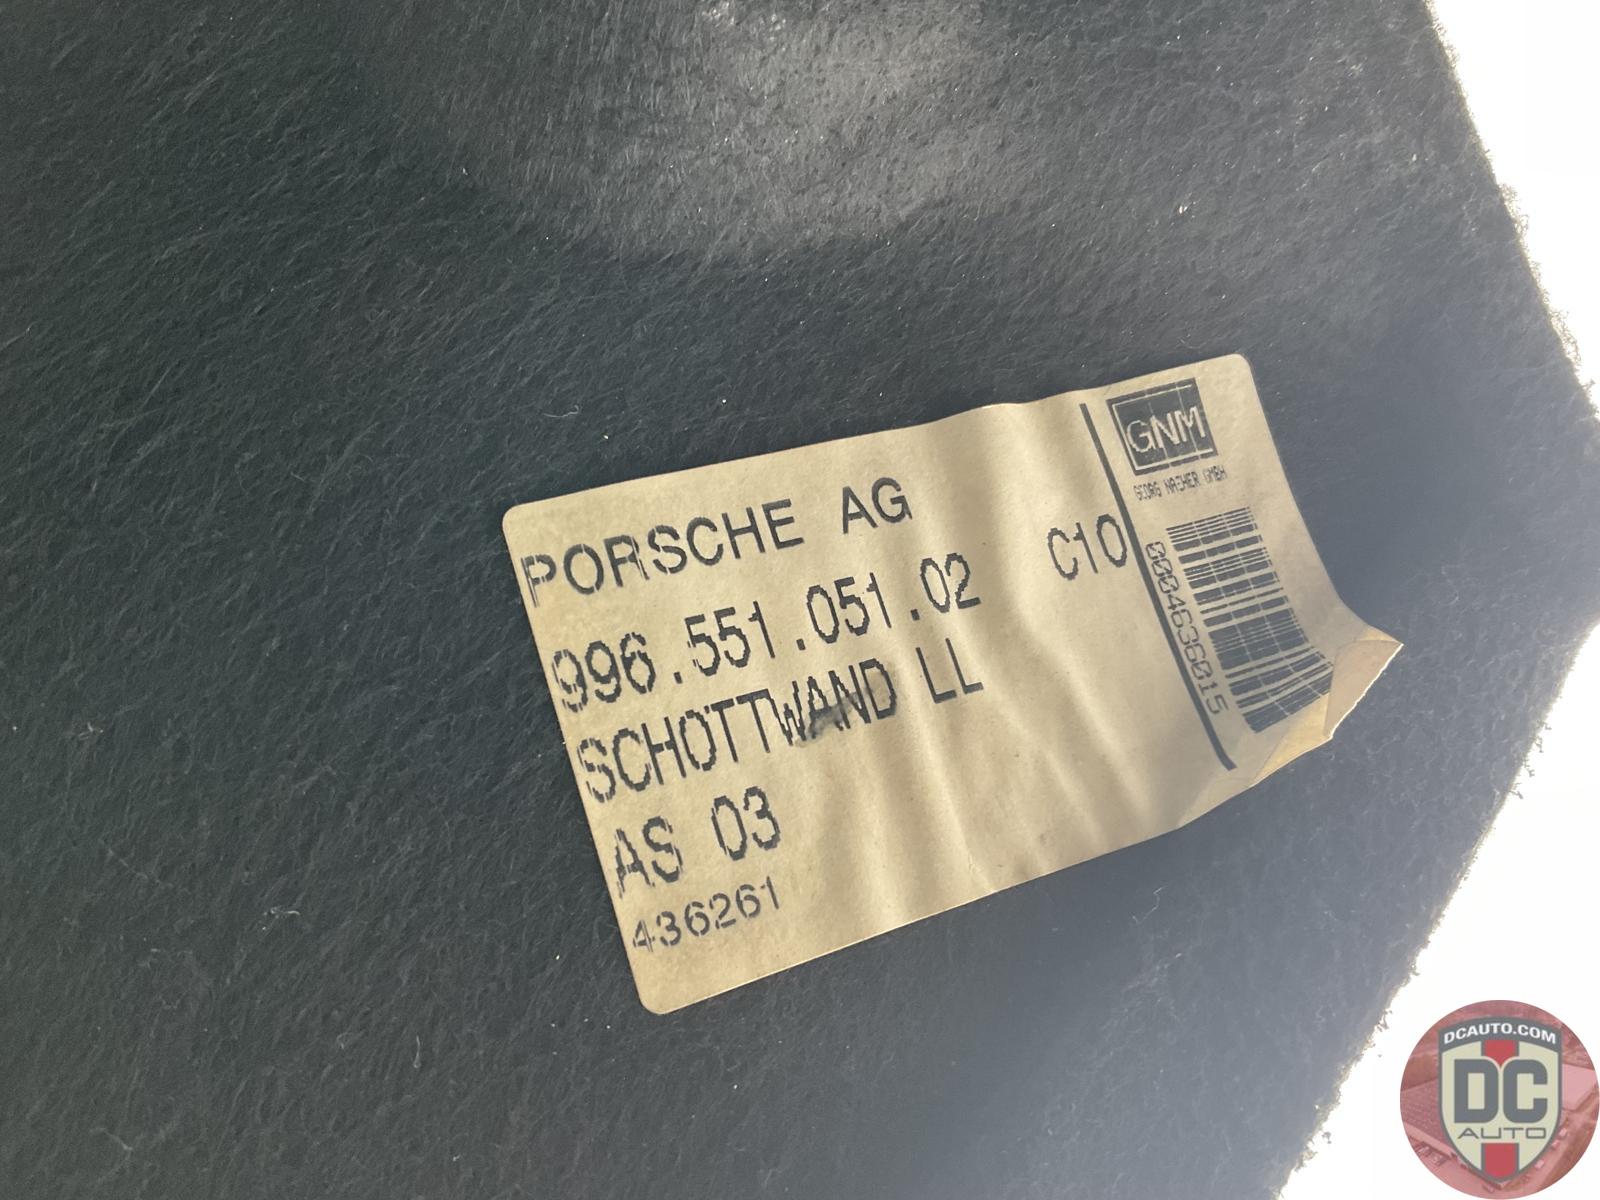 PORSCHE AG
996.551.051.02 C10
SCHOTTWAND LL
AS 03
436261
GNM
GEORG NAEHER GMBH
0004636015
DCAUTO.COM
DC
AUTO